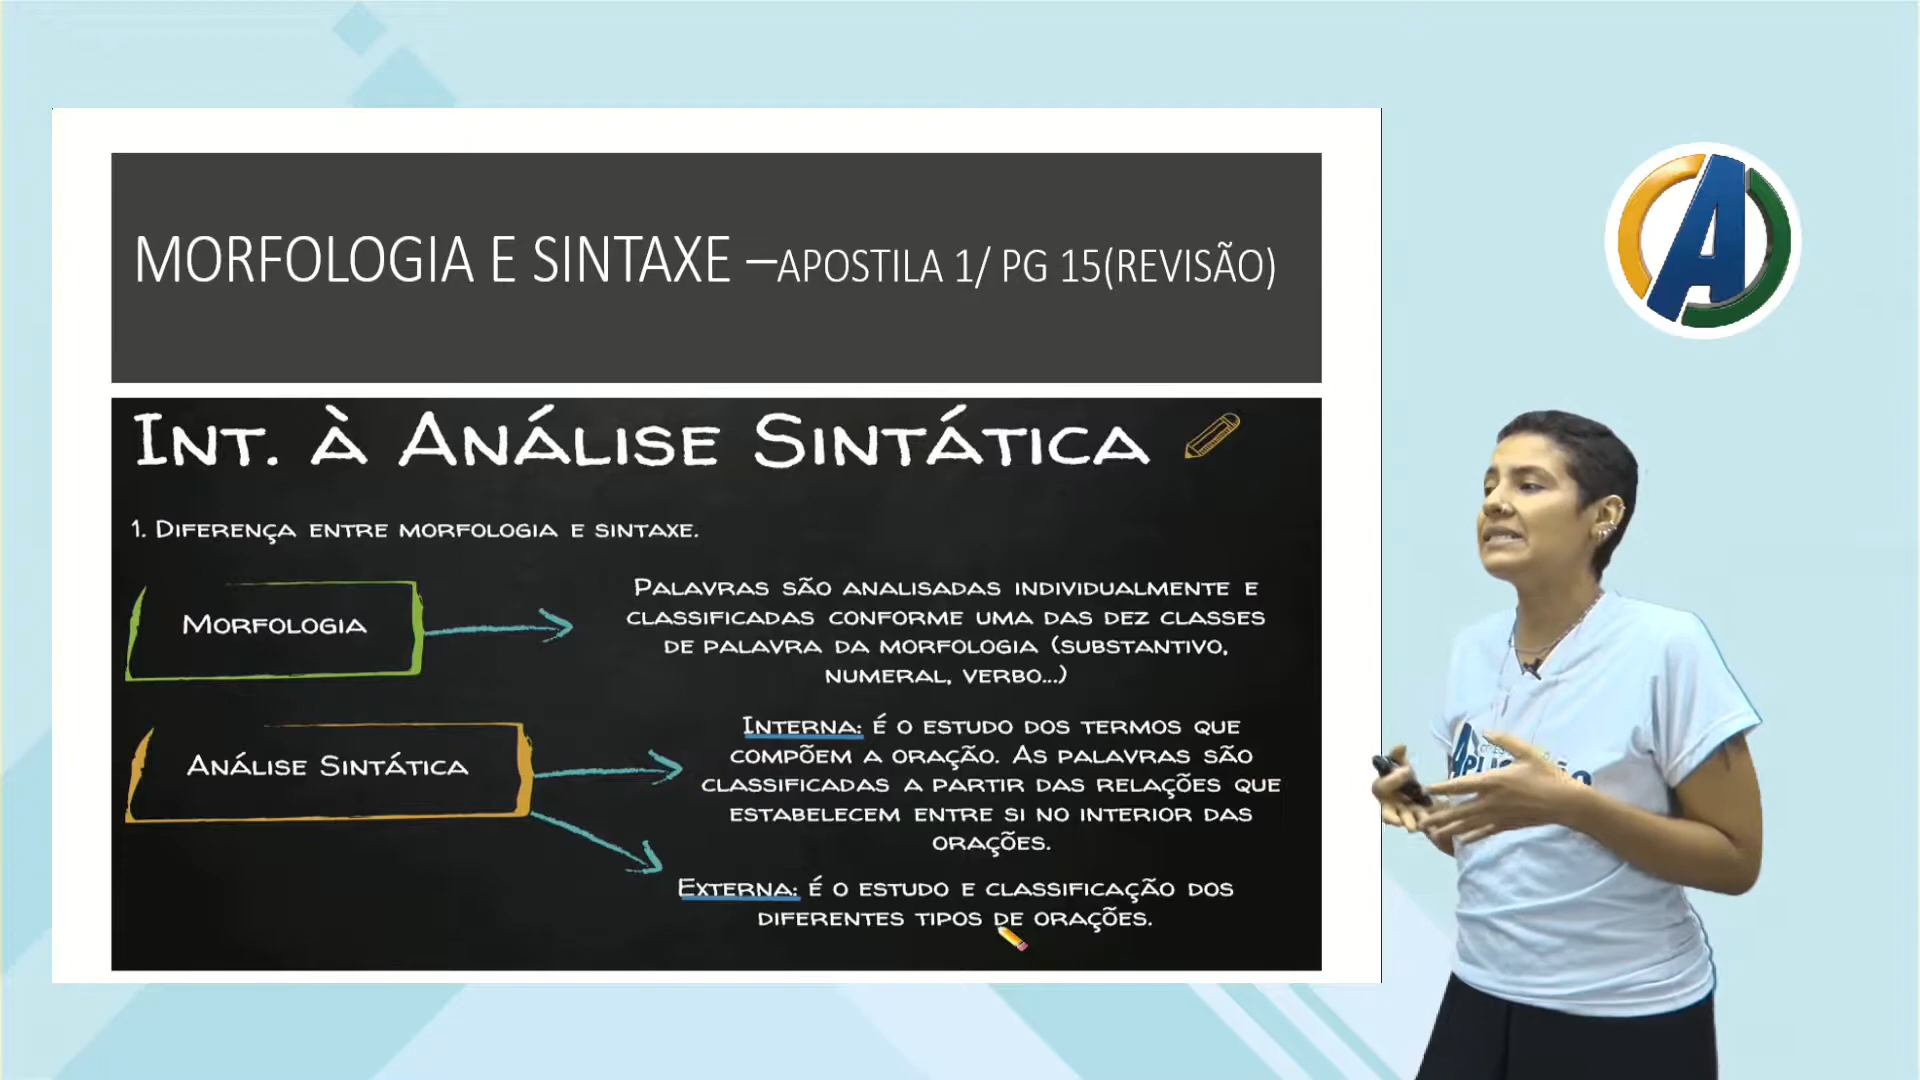 MORFOLOGIA E SINTAXE –APOSTILA 1/ PG 15(REVISÃO)
INT. À ANÁLISE SINTÁTICA
1. DIFERENÇA ENTRE MORFOLOGIA E SINTAXE.
MORFOLOGIA
PALAVRAS SÃO ANALISADAS INDIVIDUALMENTE E
CLASSIFICADAS CONFORME UMA DAS DEZ CLASSES
DE PALAVRA DA MORFOLOGIA (SUBSTANTIVO,
NUMERAL, VERBO...)
ANÁLISE SINTÁTICA
INTERNA: É O ESTUDO DOS TERMOS QUE
COMPÕEM A ORAÇÃO. AS PALAVRAS SÃO
CLASSIFICADAS A PARTIR DAS RELAÇÕES QUE
ESTABELECEM ENTRE SI NO INTERIOR DAS
ORAÇÕES.
EXTERNA: É O ESTUDO E CLASSIFICAÇÃO DOS
DIFERENTES TIPOS DE ORAÇÕES.
A